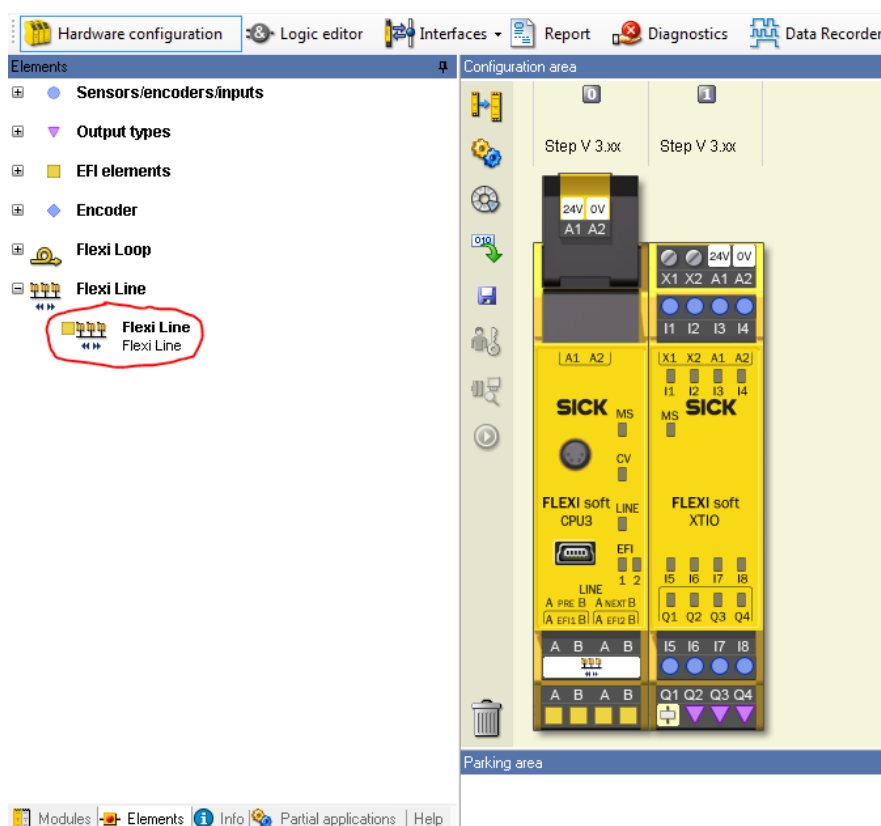 Hardware configuration Logic editor Interfaces Report Diagnostics Data Recorder
Elements
Sensors/encoders/inputs
Output types
EFI elements
Encoder
Flexi Loop
Flexi Line
Flexi Line
Flexi Line
Modules Elements Info Partial applications Help
Configuration area
0 1
Step V 3.xx Step V 3.xx
24V 0V
A1 A2
24V 0V
X1 X2 A1 A2
I1 I2 I3 I4
A1 A2
X1 X2 A1 A2
I1 I2 I3 I4
SICK MS
MS SICK
CV
FLEXI soft LINE
CPU3
FLEXI soft
XTIO
EFI
1 2
I5 I6 I7 I8
LINE
A PRE B A NEXT B
A EFI1 B A EFI2 B
Q1 Q2 Q3 Q4
A B A B
I5 I6 I7 I8
A B A B
Q1 Q2 Q3 Q4
010
Parking area